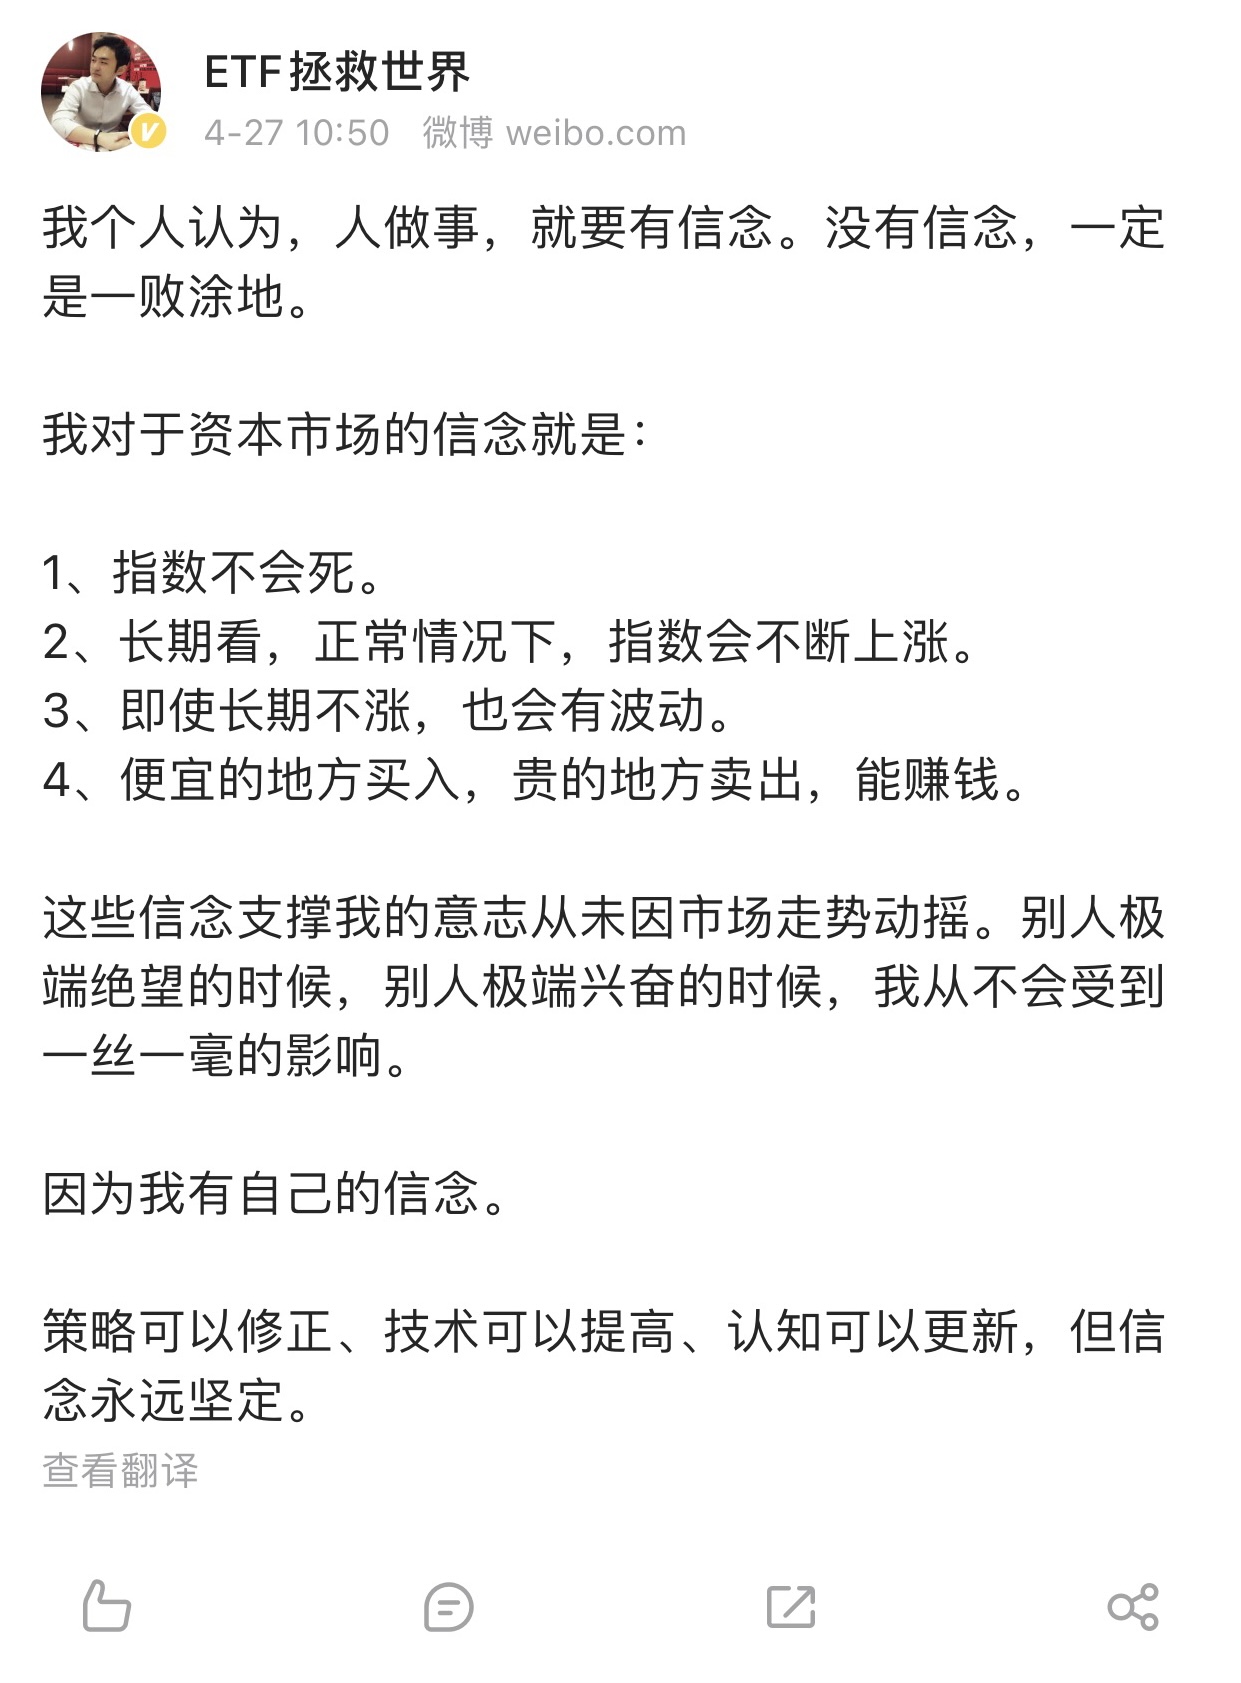 ETF拯救世界
4-27 10:50 微博 weibo.com
我个人认为，人做事，就要有信念。没有信念，一定
是一败涂地。
我对于资本市场的信念就是：
1、指数不会死。
2、长期看，正常情况下，指数会不断上涨。
3、即使长期不涨，也会有波动。
4、便宜的地方买入，贵的地方卖出，能赚钱。
这些信念支撑我的意志从未因市场走势动摇。别人极
端绝望的时候，别人极端兴奋的时候，我从不会受到
一丝一毫的影响。
因为我有自己的信念。
策略可以修正、技术可以提高、认知可以更新，但信
念永远坚定。
查看翻译